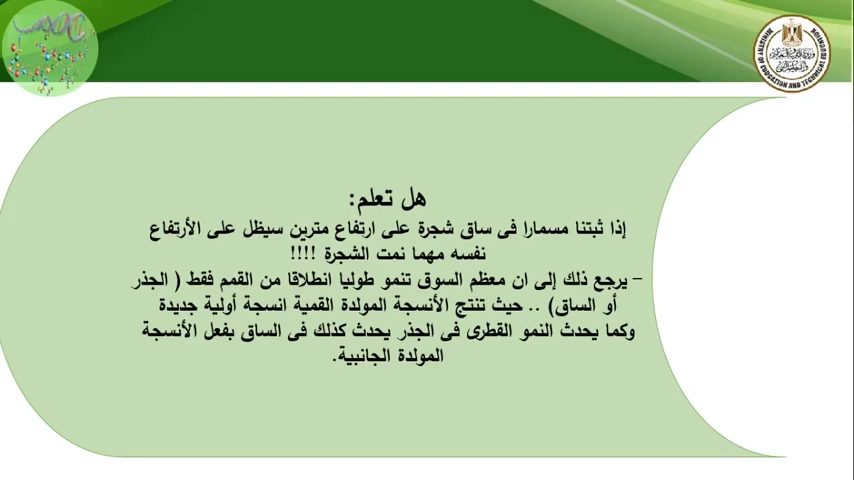 هل تعلم:
إذا ثبتنا مسمارا فى ساق شجرة على ارتفاع مترين سيظل على الأرتفاع
نفسه مهما نمت الشجرة !!!!
- يرجع ذلك إلى ان معظم السوق تنمو طوليا انطلاقا من القمم فقط ( الجذر
أو الساق) .. حيث تنتج الأنسجة المولدة القمية انسجة أولية جديدة
وكما يحدث النمو القطرى فى الجذر يحدث كذلك فى الساق بفعل الأنسجة
المولدة الجانبية.